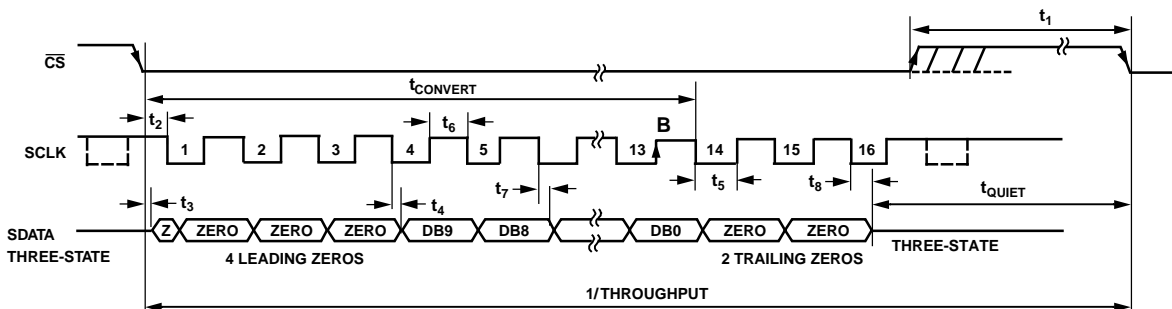 t1
CS
tCONVERT
t2
t6
B
SCLK
1 2 3 4 5 13 14 15 16
t7
t5
t8
tQUIET
t3
t4
SDATA
THREE-STATE
Z ZERO ZERO ZERO DB9 DB8 DB0 ZERO ZERO
THREE-STATE
4 LEADING ZEROS
2 TRAILING ZEROS
1/THROUGHPUT